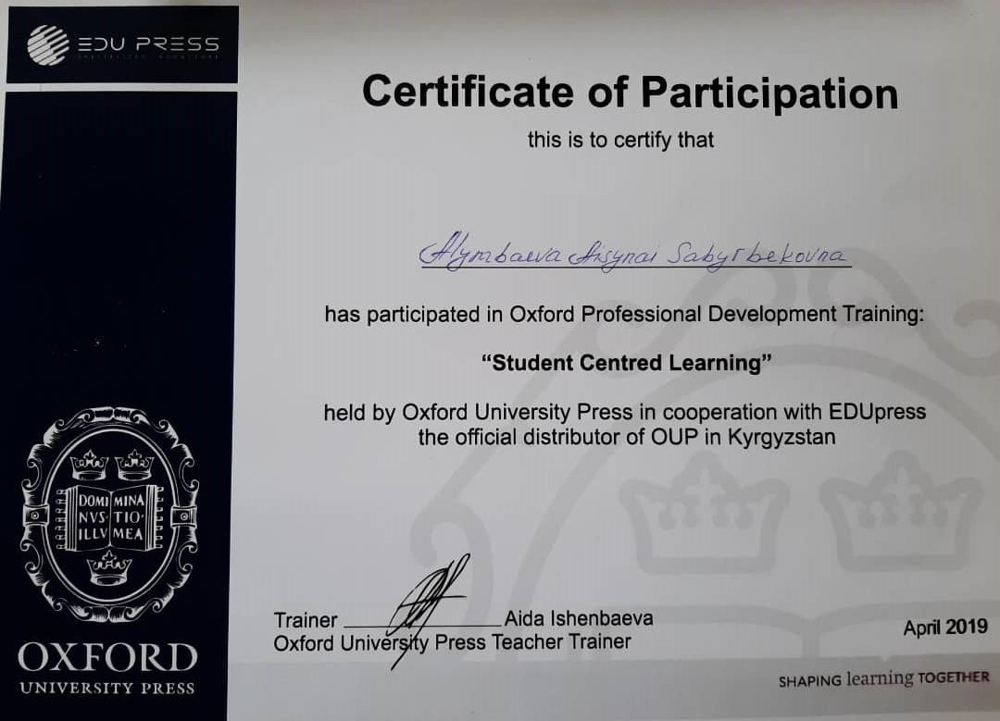 EDU PRESS
Certificate of Participation
this is to certify that
Alymbaeva Aisynai Sabyrbekovna
has participated in Oxford Professional Development Training:
“Student Centred Learning”
held by Oxford University Press in cooperation with EDUpress
the official distributor of OUP in Kyrgyzstan
DOMI MINA
NVS· TIO·
ILLV MEA
Trainer Aida Ishenbaeva
Oxford University Press Teacher Trainer
April 2019
OXFORD
UNIVERSITY PRESS
SHAPING learning TOGETHER